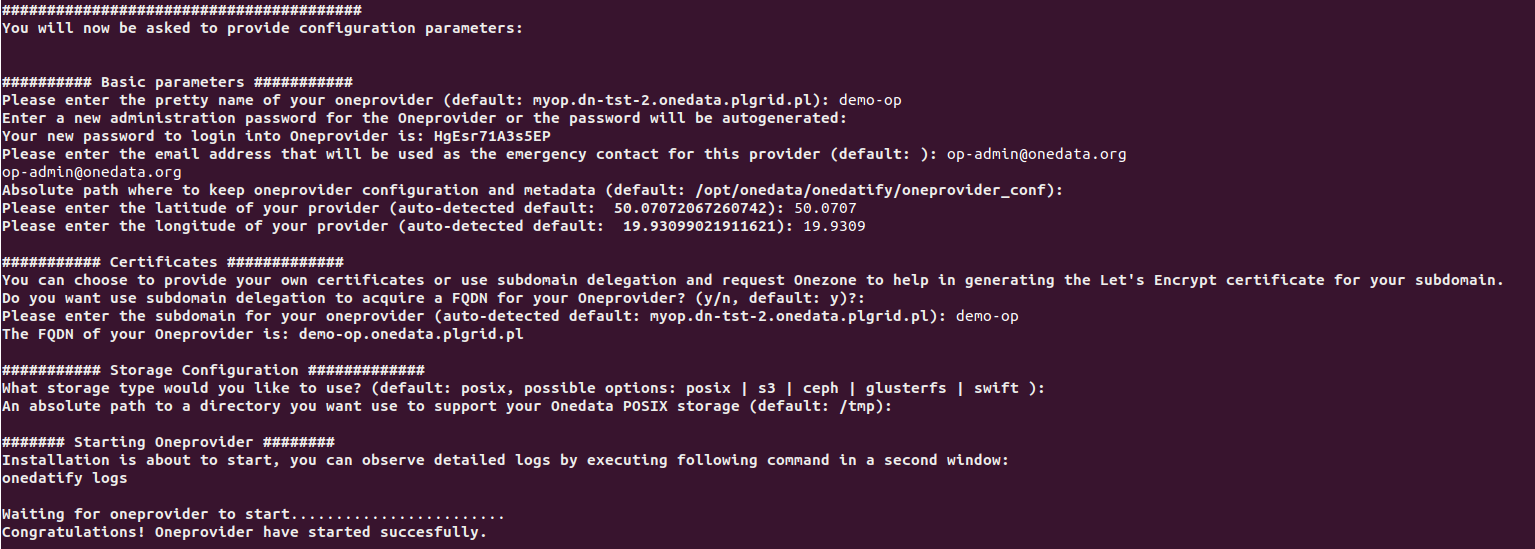 ########################################
You will now be asked to provide configuration parameters:
########## Basic parameters ###########
Please enter the pretty name of your oneprovider (default: myop.dn-tst-2.onedata.plgrid.pl): demo-op
Enter a new administration password for the Oneprovider or the password will be autogenerated:
Your new password to login into Oneprovider is: HgEsr71A3s5EP
Please enter the email address that will be used as the emergency contact for this provider (default: ): op-admin@onedata.org
op-admin@onedata.org
Absolute path where to keep oneprovider configuration and metadata (default: /opt/onedata/onedatify/oneprovider_conf):
Please enter the latitude of your provider (auto-detected default:  50.07072067260742): 50.0707
Please enter the longitude of your provider (auto-detected default:  19.93099021911621): 19.9309
########### Certificates #############
You can choose to provide your own certificates or use subdomain delegation and request Onezone to help in generating the Let's Encrypt certificate for your subdomain.
Do you want use subdomain delegation to acquire a FQDN for your Oneprovider? (y/n, default: y)?:
Please enter the subdomain for your oneprovider (auto-detected default: myop.dn-tst-2.onedata.plgrid.pl): demo-op
The FQDN of your Oneprovider is: demo-op.onedata.plgrid.pl
########### Storage Configuration #############
What storage type would you like to use? (default: posix, possible options: posix | s3 | ceph | glusterfs | swift ):
An absolute path to a directory you want use to support your Onedata POSIX storage (default: /tmp):
####### Starting Oneprovider ########
Installation is about to start, you can observe detailed logs by executing following command in a second window:
onedatify logs
Waiting for oneprovider to start........................
Congratulations! Oneprovider have started succesfully.